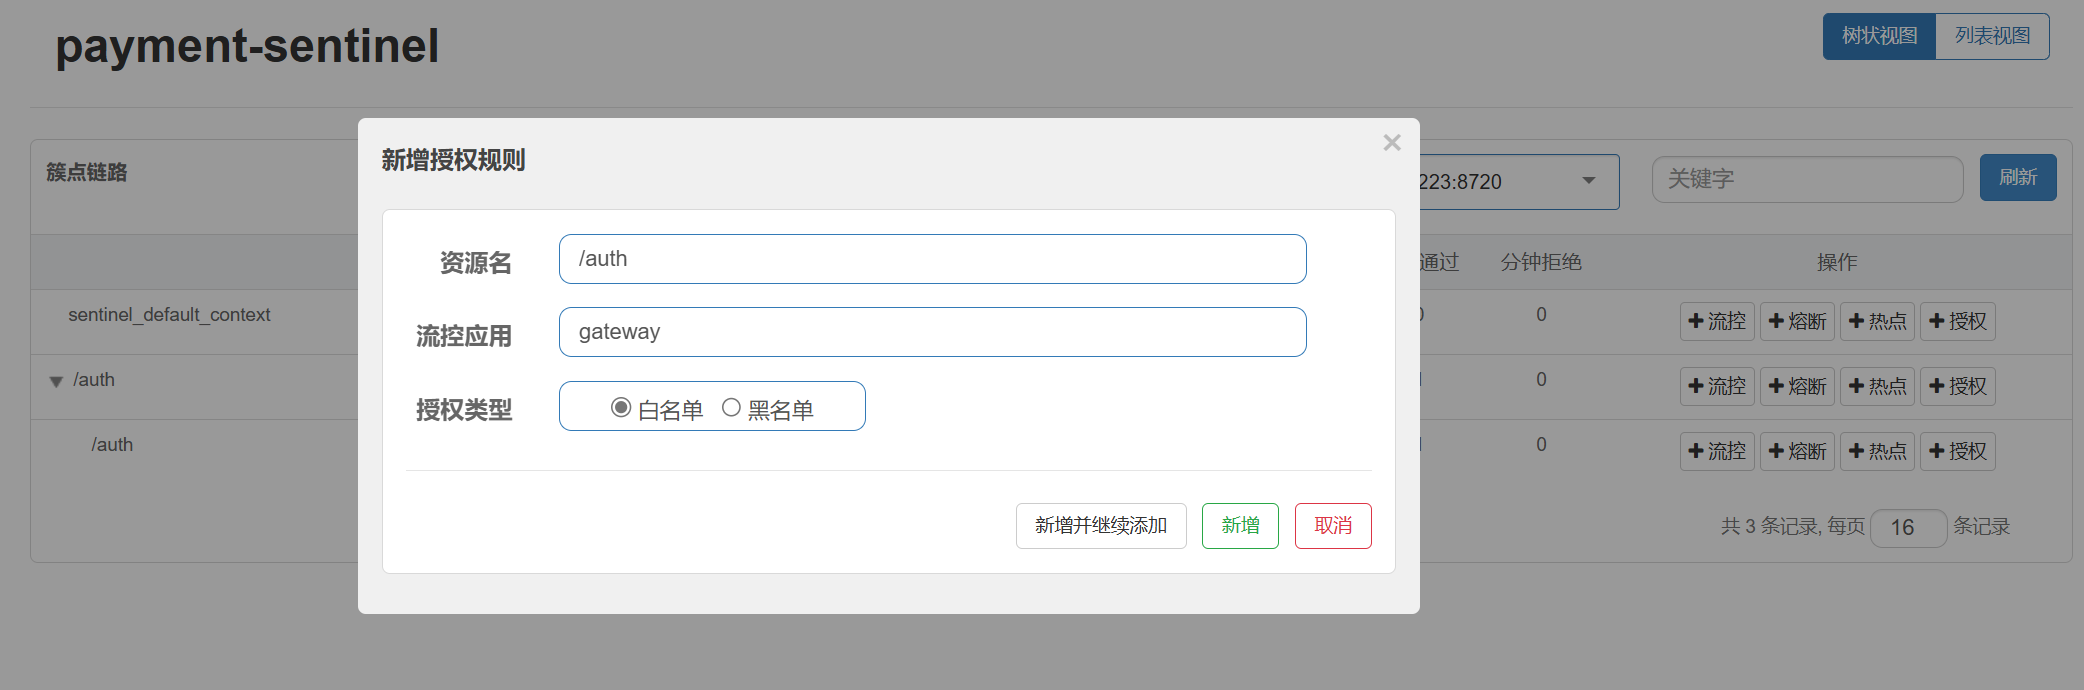 payment-sentinel
树状视图 列表视图
簇点链路
新增授权规则
×
223:8720
关键字
刷新
资源名 /auth
通过 分钟拒绝 操作
sentinel_default_context
流控应用 gateway
0 流控 熔断 热点 授权
/auth
授权类型 白名单 黑名单
0 流控 熔断 热点 授权
/auth
0 流控 熔断 热点 授权
新增并继续添加 新增 取消
共 3 条记录, 每页 16 条记录